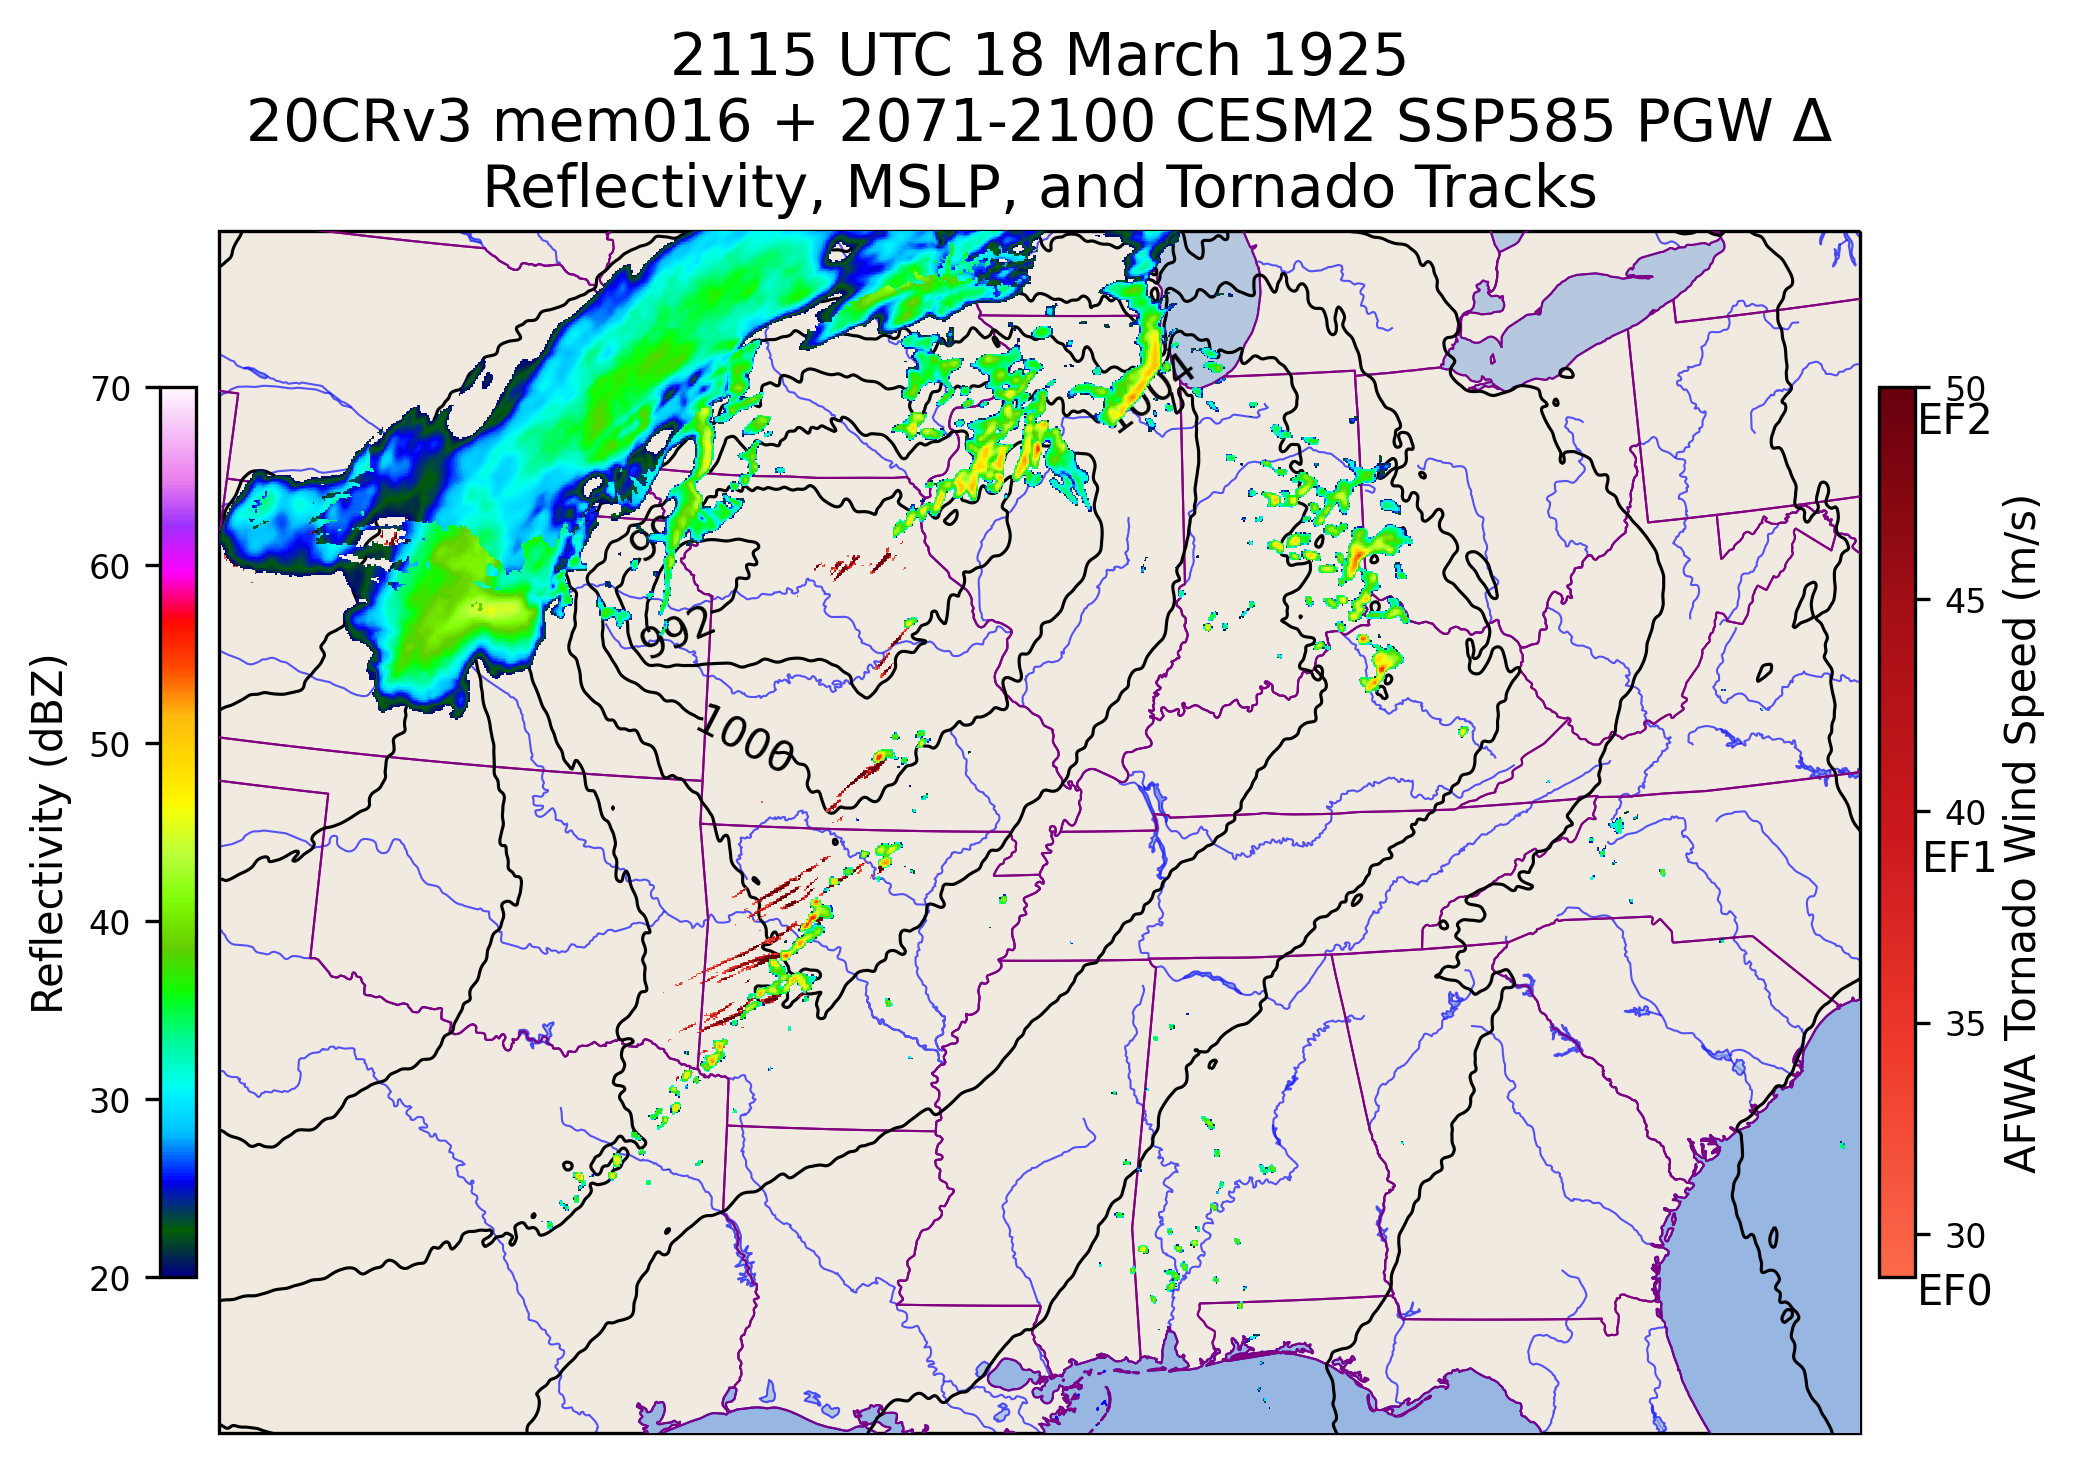 2115 UTC 18 March 1925
20CRv3 mem016 + 2071-2100 CESM2 SSP585 PGW Δ
Reflectivity, MSLP, and Tornado Tracks
70
60
50
40
30
20
Reflectivity (dBZ)
1004
992
1000
50
EF2
45
40
EF1
35
30
EF0
AFWA Tornado Wind Speed (m/s)